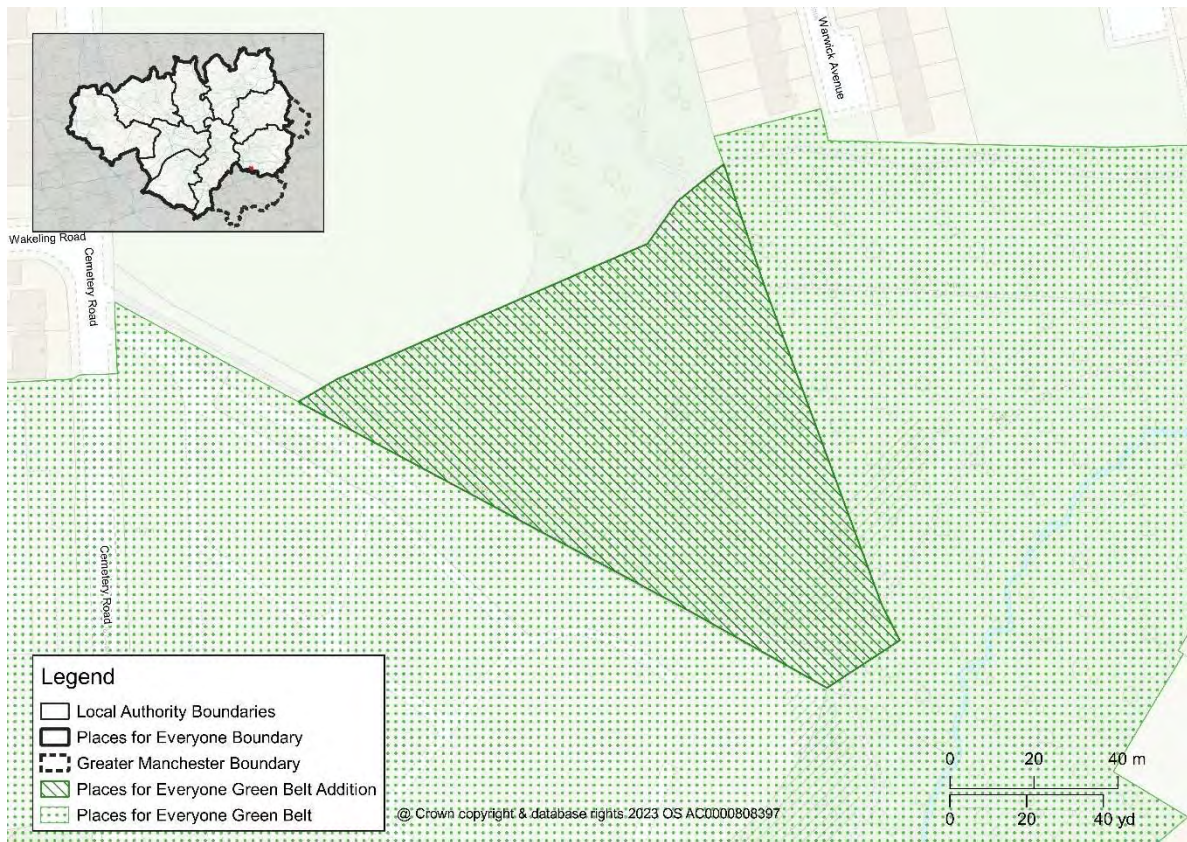 Warwick Avenue
Wakeling Road
Cemetery Road
Cemetery Road
Legend
Local Authority Boundaries
Places for Everyone Boundary
Greater Manchester Boundary
Places for Everyone Green Belt Addition
Places for Everyone Green Belt
@ Crown copyright & database rights 2023 OS AC0000808397
0 20 40 m
0 20 40 yd